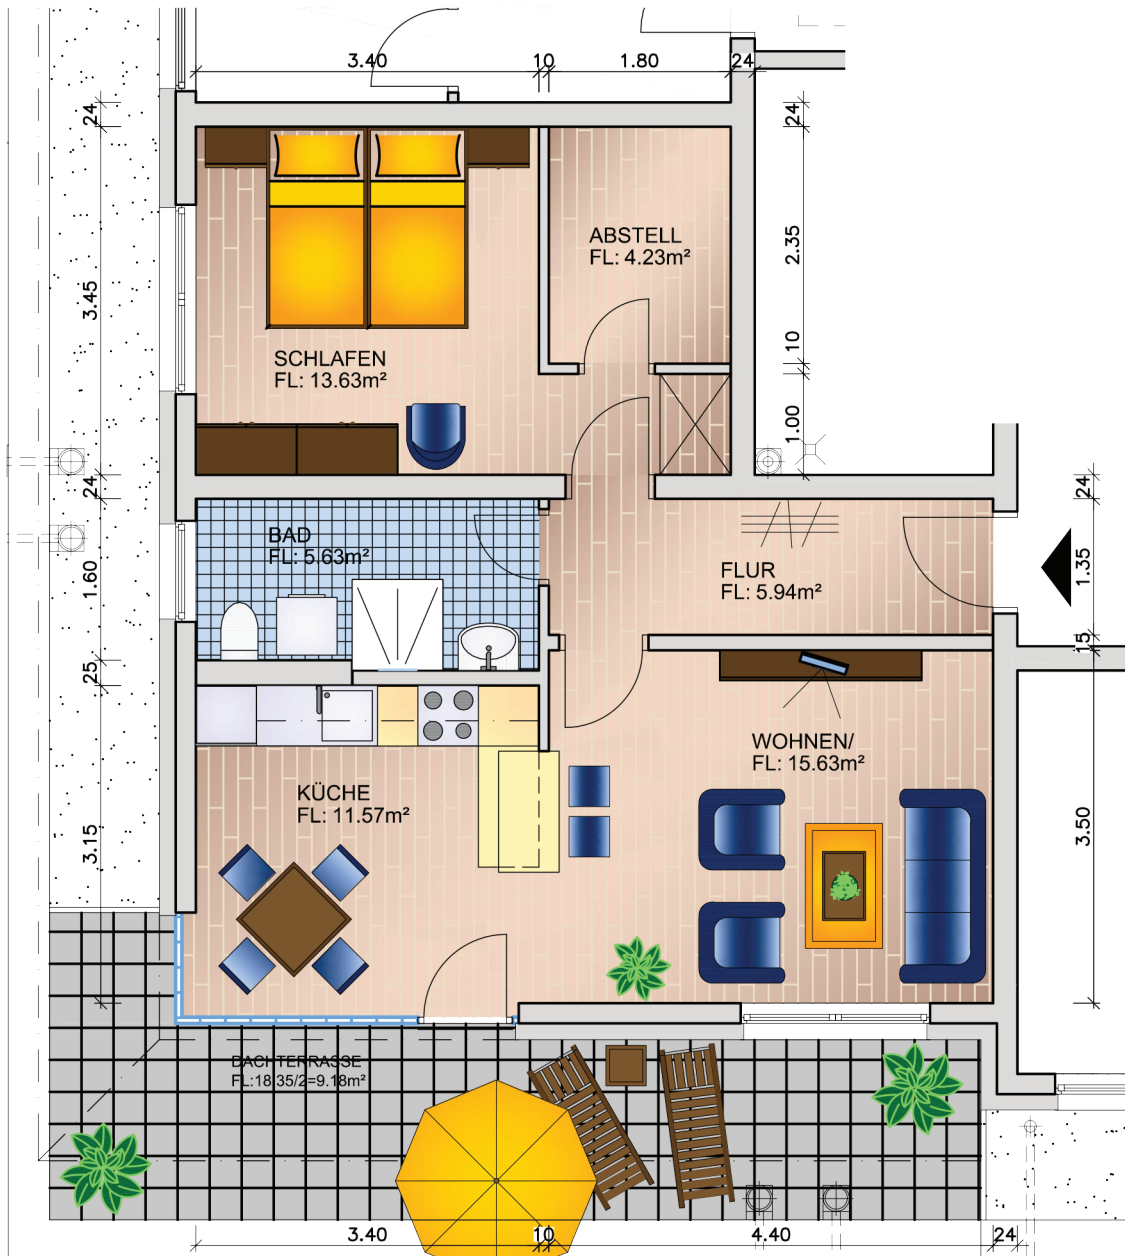 3.40
10
1.80
24
24
24
ABSTELL
FL: 4.23m²
2.35
3.45
10
SCHLAFEN
FL: 13.63m²
1.00
24
24
BAD
FL: 5.63m²
FLUR
FL: 5.94m²
1.60
1.35
25
15
WOHNEN/
FL: 15.63m²
KÜCHE
FL: 11.57m²
3.15
3.50
DACHTERRASSE
FL:18.35/2=9.18m²
3.40
10
4.40
24